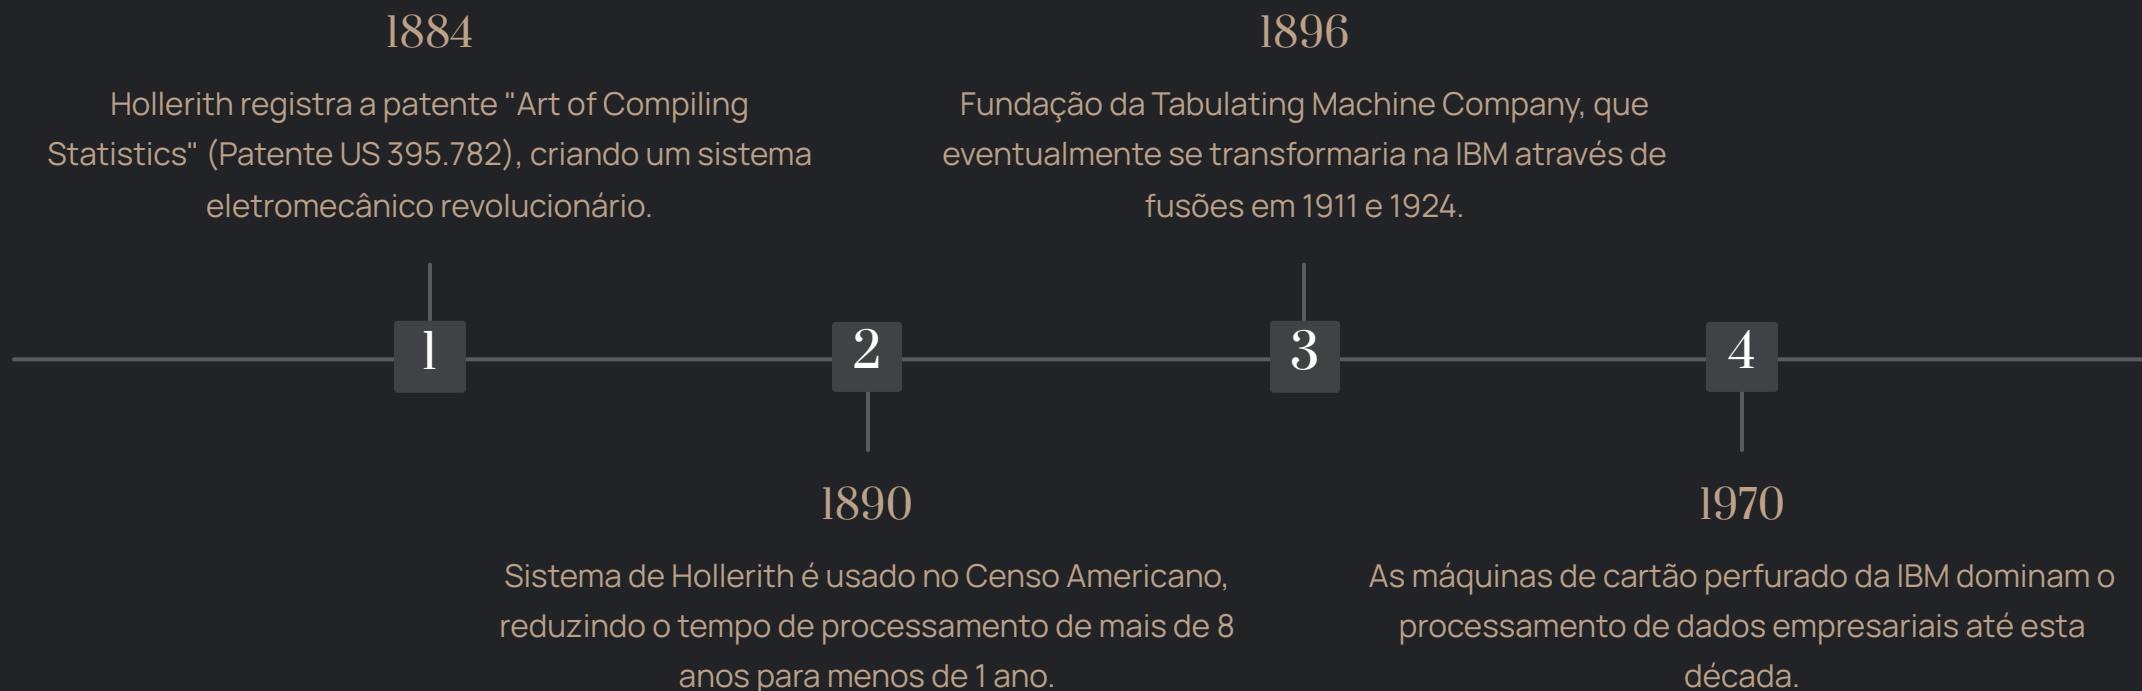 1884
Hollerith registra a patente "Art of Compiling
Statistics" (Patente US 395.782), criando um sistema
eletromecânico revolucionário.
1896
Fundação da Tabulating Machine Company, que
eventualmente se transformaria na IBM através de
fusões em 1911 e 1924.
1
2
3
4
1890
Sistema de Hollerith é usado no Censo Americano,
reduzindo o tempo de processamento de mais de 8
anos para menos de 1 ano.
1970
As máquinas de cartão perfurado da IBM dominam o
processamento de dados empresariais até esta
década.